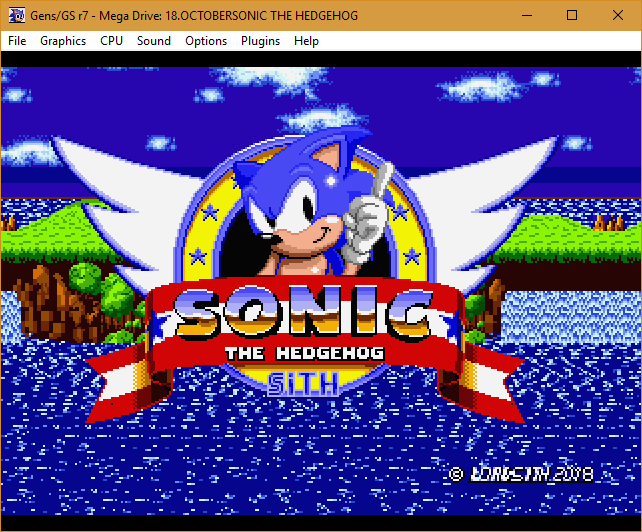 Gens/GS r7 - Mega Drive: 18.OCTOBERSONIC THE HEDGEHOG
File Graphics CPU Sound Options Plugins Help
SONIC
THE HEDGEHOG
SiTH
© LORDSITH 2018